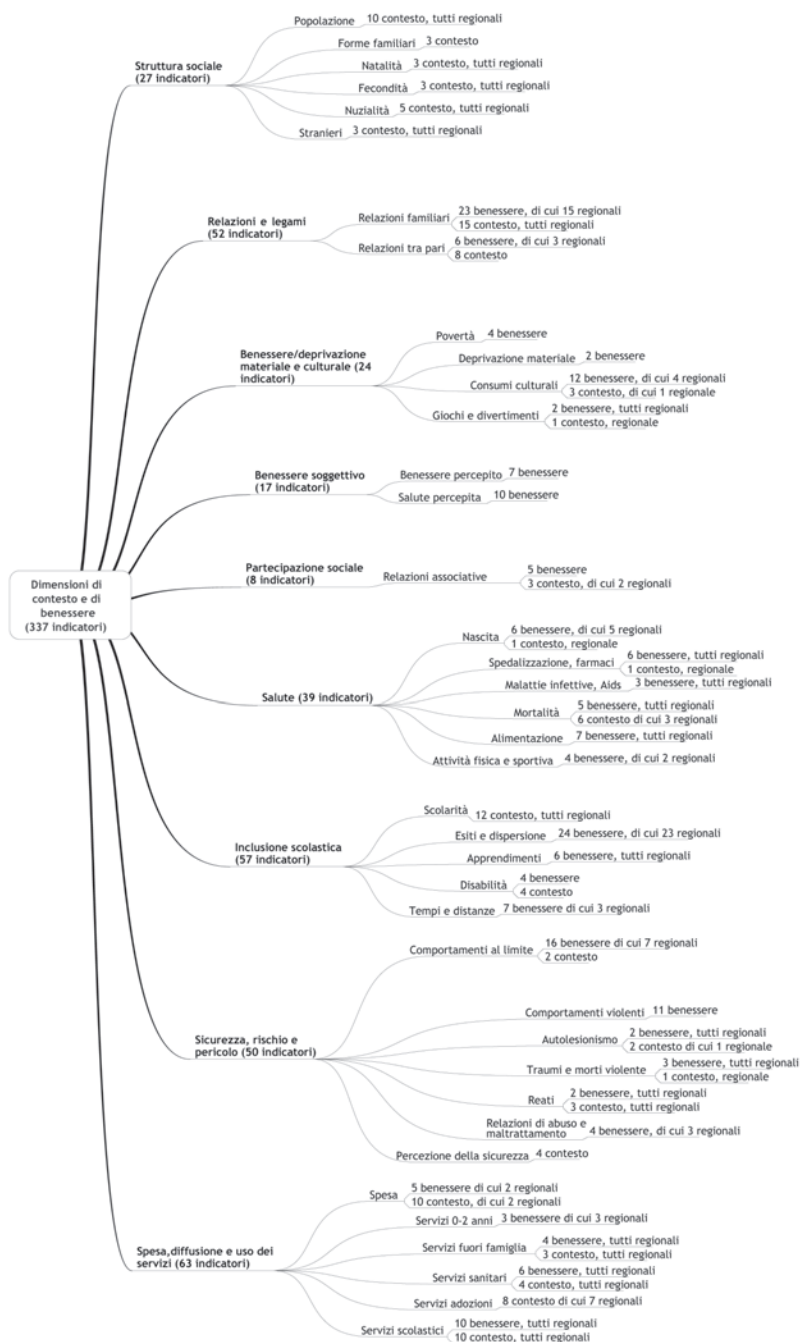 Popolazione 10 contesto, tutti regionali
Forme familiari 3 contesto
Struttura sociale
(27 indicatori)
Natalità 3 contesto, tutti regionali
Fecondità 3 contesto, tutti regionali
Nuzialità 5 contesto, tutti regionali
Stranieri 3 contesto, tutti regionali
Relazioni e legami
(52 indicatori)
Relazioni familiari
23 benessere, di cui 15 regionali
15 contesto, tutti regionali
Relazioni tra pari
6 benessere, di cui 3 regionali
8 contesto
Benessere/deprivazione
materiale e culturale (24
indicatori)
Povertà 4 benessere
Deprivazione materiale 2 benessere
Consumi culturali
12 benessere, di cui 4 regionali
3 contesto, di cui 1 regionale
Giochi e divertimenti
2 benessere, tutti regionali
1 contesto, regionale
Benessere soggettivo
(17 indicatori)
Benessere percepito 7 benessere
Salute percepita 10 benessere
Partecipazione sociale
(8 indicatori)
Relazioni associative
5 benessere
3 contesto, di cui 2 regionali
Dimensioni di
contesto e di
benessere
(337 indicatori)
Salute (39 indicatori)
Nascita
6 benessere, di cui 5 regionali
1 contesto, regionale
Spedalizzazione, farmaci
6 benessere, tutti regionali
1 contesto, regionale
Malattie infettive, Aids 3 benessere, tutti regionali
Mortalità
5 benessere, tutti regionali
6 contesto di cui 3 regionali
Alimentazione 7 benessere, tutti regionali
Attività fisica e sportiva 4 benessere, di cui 2 regionali
Inclusione scolastica
(57 indicatori)
Scolarità 12 contesto, tutti regionali
Esiti e dispersione 24 benessere, di cui 23 regionali
Apprendimenti 6 benessere, tutti regionali
Disabilità
4 benessere
4 contesto
Tempi e distanze 7 benessere di cui 3 regionali
Sicurezza, rischio e
pericolo (50 indicatori)
Comportamenti al limite
16 benessere di cui 7 regionali
2 contesto
Comportamenti violenti 11 benessere
Autolesionismo
2 benessere, tutti regionali
2 contesto di cui 1 regionale
Traumi e morti violente
3 benessere, tutti regionali
1 contesto, regionale
Reati
2 benessere, tutti regionali
3 contesto, tutti regionali
Relazioni di abuso e
maltrattamento
4 benessere, di cui 3 regionali
Percezione della sicurezza 4 contesto
Spesa,diffusione e uso dei
servizi (63 indicatori)
Spesa
5 benessere di cui 2 regionali
10 contesto, di cui 2 regionali
Servizi 0-2 anni 3 benessere di cui 3 regionali
Servizi fuori famiglia
4 benessere, tutti regionali
3 contesto, tutti regionali
Servizi sanitari
6 benessere, tutti regionali
4 contesto, tutti regionali
Servizi adozioni 8 contesto di cui 7 regionali
Servizi scolastici
10 benessere, tutti regionali
10 contesto, tutti regionali